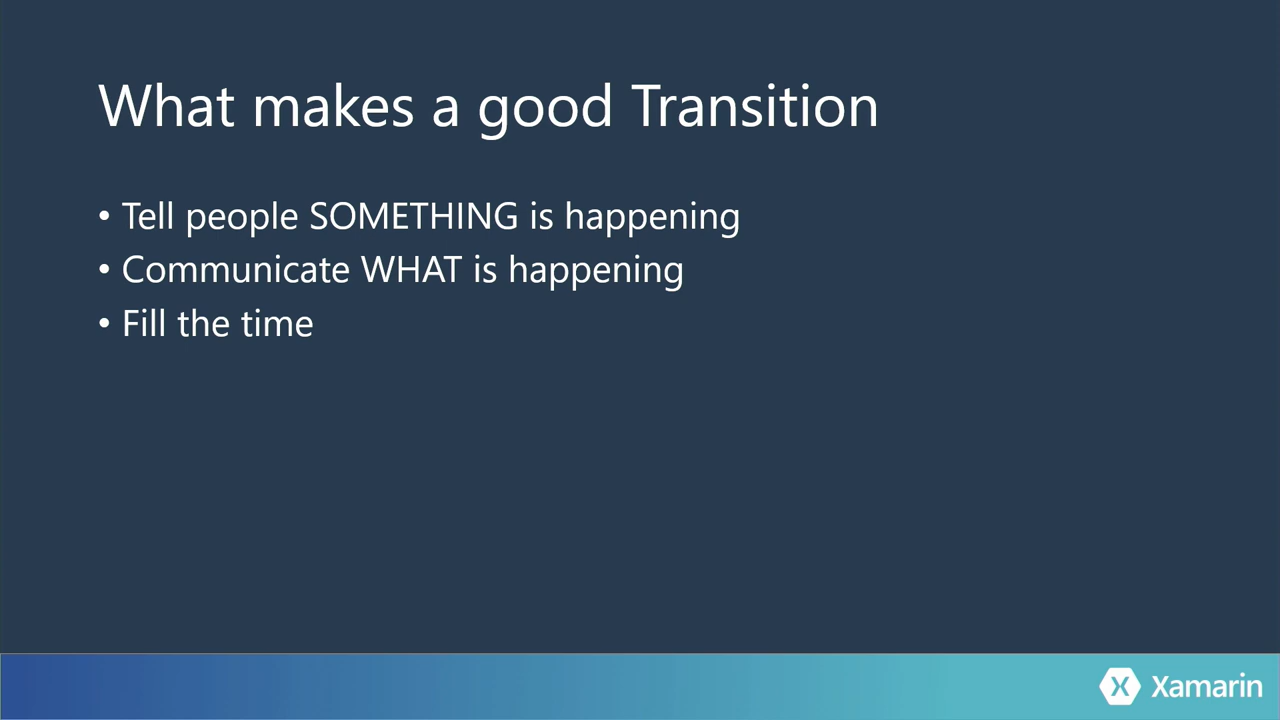 What makes a good Transition
• Tell people SOMETHING is happening
• Communicate WHAT is happening
• Fill the time
X Xamarin